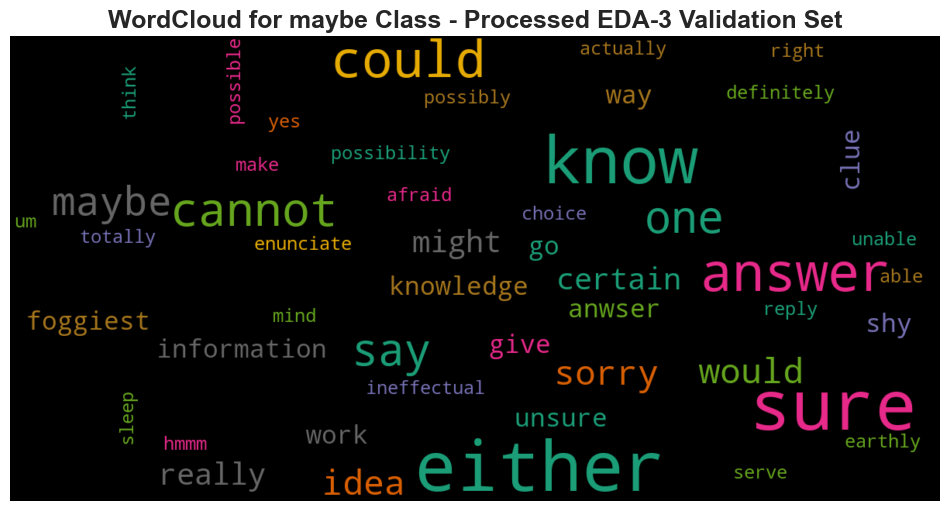 WordCloud for maybe Class - Processed EDA-3 Validation Set
could
actually
right
think
possible
possibly
way
definitely
yes
know
clue
make
possibility
maybe
cannot
afraid
choice
one
um
totally
enunciate
might
go
unable
answer
able
knowledge
certain
anwser
reply
shy
foggiest
mind
information
say
give
sorry
would
sure
ineffectual
sleep
unsure
earthly
hmmm
work
really
idea
either
serve